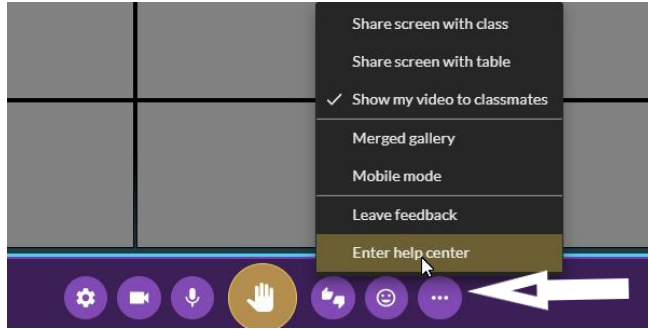 Share screen with class
Share screen with table
Show my video to classmates
Merged gallery
Mobile mode
Leave feedback
Enter help center